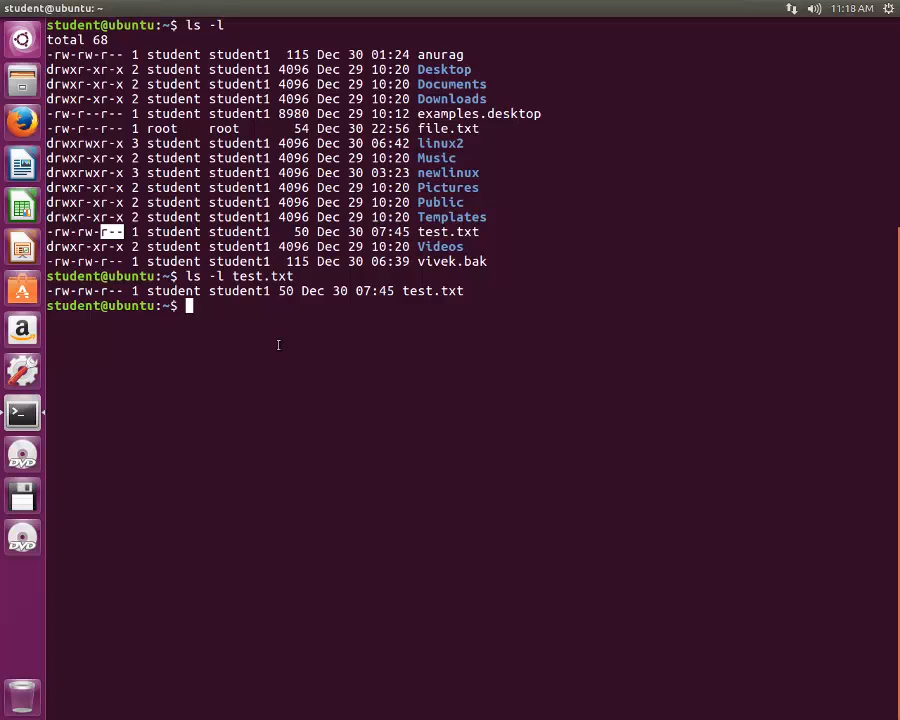 student@ubuntu: ~ 11:18 AM
student@ubuntu:~$ ls -l
total 68
-rw-rw-r-- 1 student student1  115 Dec 30 01:24 anurag
drwxr-xr-x 2 student student1 4096 Dec 29 10:20 Desktop
drwxr-xr-x 2 student student1 4096 Dec 29 10:20 Documents
drwxr-xr-x 2 student student1 4096 Dec 29 10:20 Downloads
-rw-r--r-- 1 student student1 8980 Dec 29 10:12 examples.desktop
-rw-r--r-- 1 root    root       54 Dec 30 22:56 file.txt
drwxrwxr-x 3 student student1 4096 Dec 30 06:42 linux2
drwxr-xr-x 2 student student1 4096 Dec 29 10:20 Music
drwxrwxr-x 3 student student1 4096 Dec 30 03:23 newlinux
drwxr-xr-x 2 student student1 4096 Dec 29 10:20 Pictures
drwxr-xr-x 2 student student1 4096 Dec 29 10:20 Public
drwxr-xr-x 2 student student1 4096 Dec 29 10:20 Templates
-rw-rw-r-- 1 student student1   50 Dec 30 07:45 test.txt
drwxr-xr-x 2 student student1 4096 Dec 29 10:20 Videos
-rw-rw-r-- 1 student student1  115 Dec 30 06:39 vivek.bak
student@ubuntu:~$ ls -l test.txt
-rw-rw-r-- 1 student student1 50 Dec 30 07:45 test.txt
student@ubuntu:~$
>_
DVD
DVD